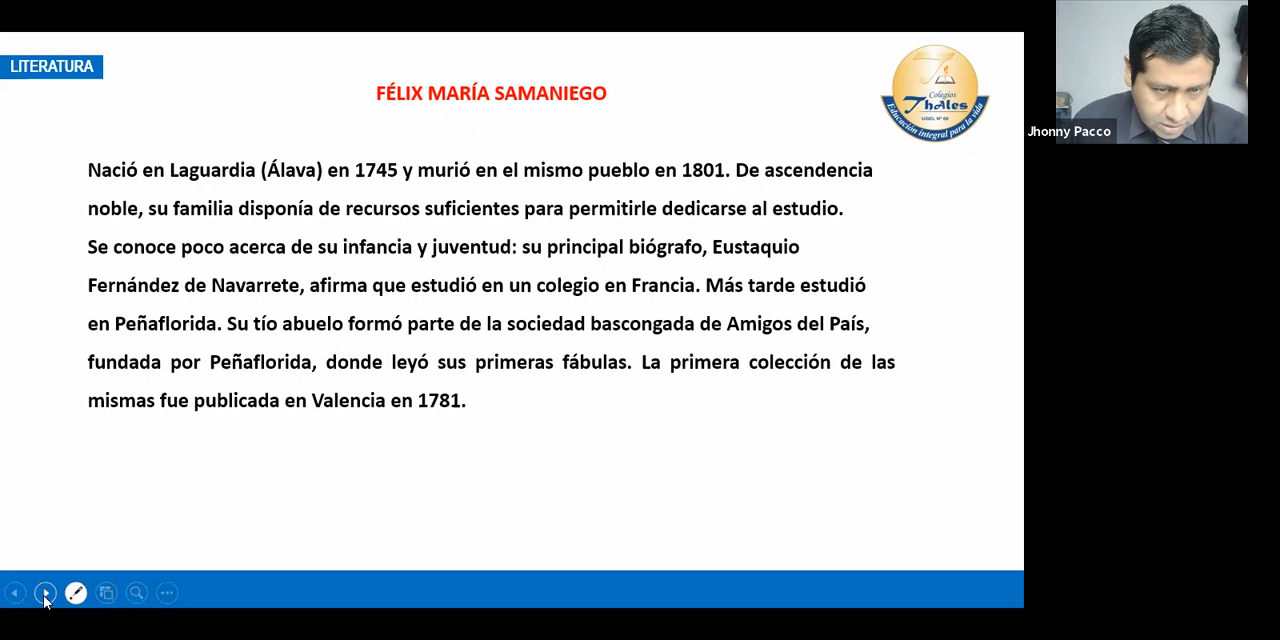 LITERATURA
FÉLIX MARÍA SAMANIEGO
Colegios
Thales
UGEL Nº 06
Educación integral para la vida
Jhonny Pacco
Nació en Laguardia (Álava) en 1745 y murió en el mismo pueblo en 1801. De ascendencia
noble, su familia disponía de recursos suficientes para permitirle dedicarse al estudio.
Se conoce poco acerca de su infancia y juventud: su principal biógrafo, Eustaquio
Fernández de Navarrete, afirma que estudió en un colegio en Francia. Más tarde estudió
en Peñaflorida. Su tío abuelo formó parte de la sociedad bascongada de Amigos del País,
fundada por Peñaflorida, donde leyó sus primeras fábulas. La primera colección de las
mismas fue publicada en Valencia en 1781.